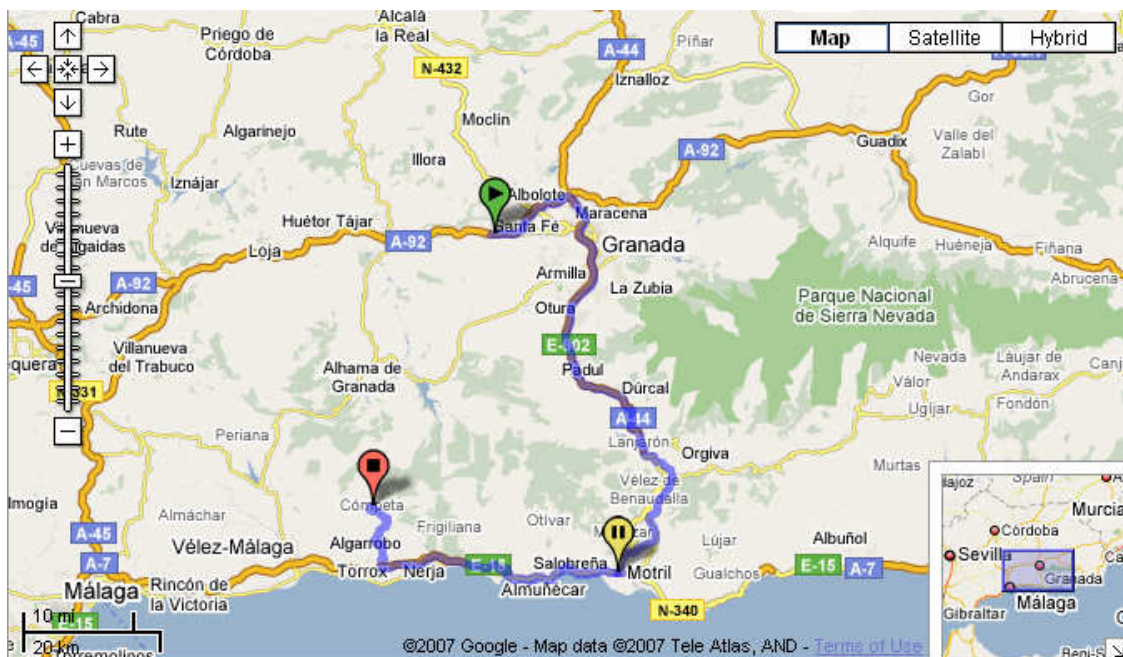 Cabra
Alcalá
la Real
A-45
Priego de
Córdoba
A-44
Píñar
Map
Satellite
Hybrid
N-432
Iznalloz
Gor
Moclin
Rute
Algarinejo
Guadix
Valle del
Zalabí
A-92
Cuevas de
San Marcos
Iznájar
Illora
Albolote
Maracena
Huétor Tájar
Santa Fé
Granada
A-92
Loja
Alquife
Huéneja
Fiñana
Abrucena
A-92
Armilla
La Zubia
Archidona
Otura
Parque Nacional
de Sierra Nevada
Villanueva
del Trabuco
Padul
Nevada
Láujar de
Andarax
Alhama de
Granada
Dúrcal
Válor
Ugíjar
Fondón
A-44
Lanjarón
Periana
Orgiva
Murtas
Cómpeta
Vélez de
Benaudalla
Almáchar
Frigiliana
Otívar
Lújar
Albuñol
A-45
Vélez-Málaga
Algarrobo
E-15
Salobreña
Motril
Gualchos
E-15
A-7
A-7
Torrox
Nerja
Almuñécar
Málaga
Rincón de
la Victoria
N-340
10 mi
20 km
E-15
Torremolinos
Spain
Murcia
Córdoba
Sevilla
Granada
Málaga
Gibraltar
©2007 Google - Map data ©2007 Tele Atlas, AND - Terms of Use